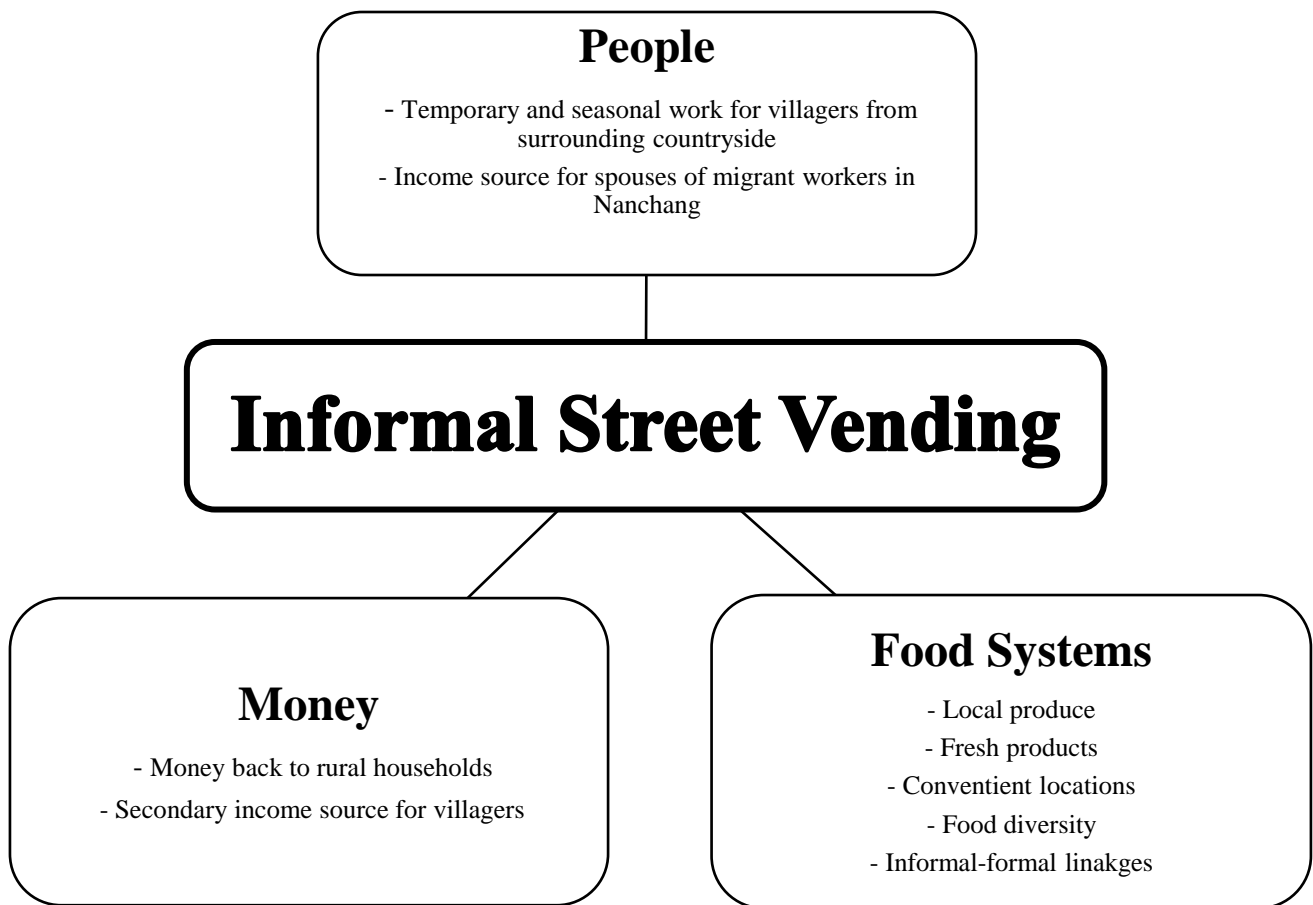 People
- Temporary and seasonal work for villagers from
surrounding countryside
- Income source for spouses of migrant workers in
Nanchang
Informal Street Vending
Money
- Money back to rural households
- Secondary income source for villagers
Food Systems
- Local produce
- Fresh products
- Conventient locations
- Food diversity
- Informal-formal linakges